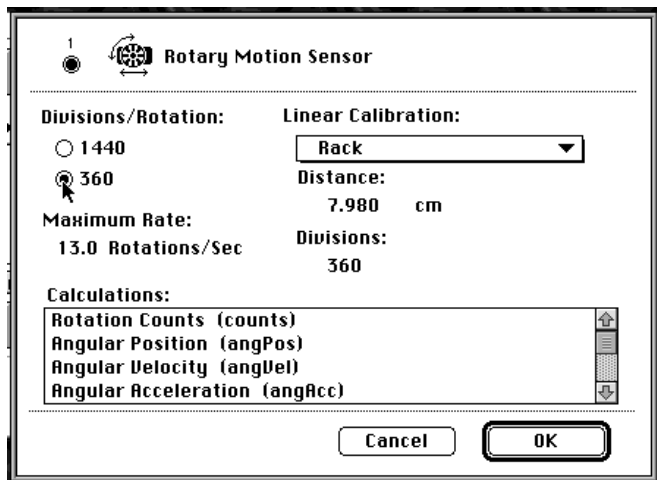 1
Rotary Motion Sensor
Divisions/Rotation:
1440
360
Maximum Rate:
13.0 Rotations/Sec
Linear Calibration:
Rack
Distance:
7.980 cm
Divisions:
360
Calculations:
Rotation Counts (counts)
Angular Position (angPos)
Angular Velocity (angVel)
Angular Acceleration (angAcc)
Cancel
OK